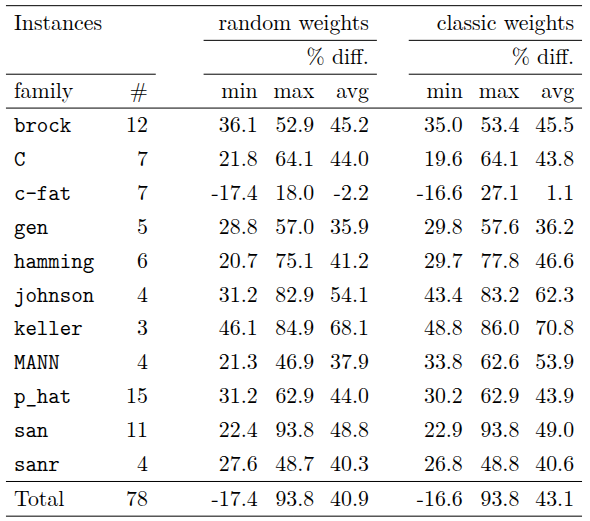 Instances random weights classic weights
% diff. % diff.
family # min max avg min max avg
brock 12 36.1 52.9 45.2 35.0 53.4 45.5
C 7 21.8 64.1 44.0 19.6 64.1 43.8
c-fat 7 -17.4 18.0 -2.2 -16.6 27.1 1.1
gen 5 28.8 57.0 35.9 29.8 57.6 36.2
hamming 6 20.7 75.1 41.2 29.7 77.8 46.6
johnson 4 31.2 82.9 54.1 43.4 83.2 62.3
keller 3 46.1 84.9 68.1 48.8 86.0 70.8
MANN 4 21.3 46.9 37.9 33.8 62.6 53.9
p_hat 15 31.2 62.9 44.0 30.2 62.9 43.9
san 11 22.4 93.8 48.8 22.9 93.8 49.0
sanr 4 27.6 48.7 40.3 26.8 48.8 40.6
Total 78 -17.4 93.8 40.9 -16.6 93.8 43.1